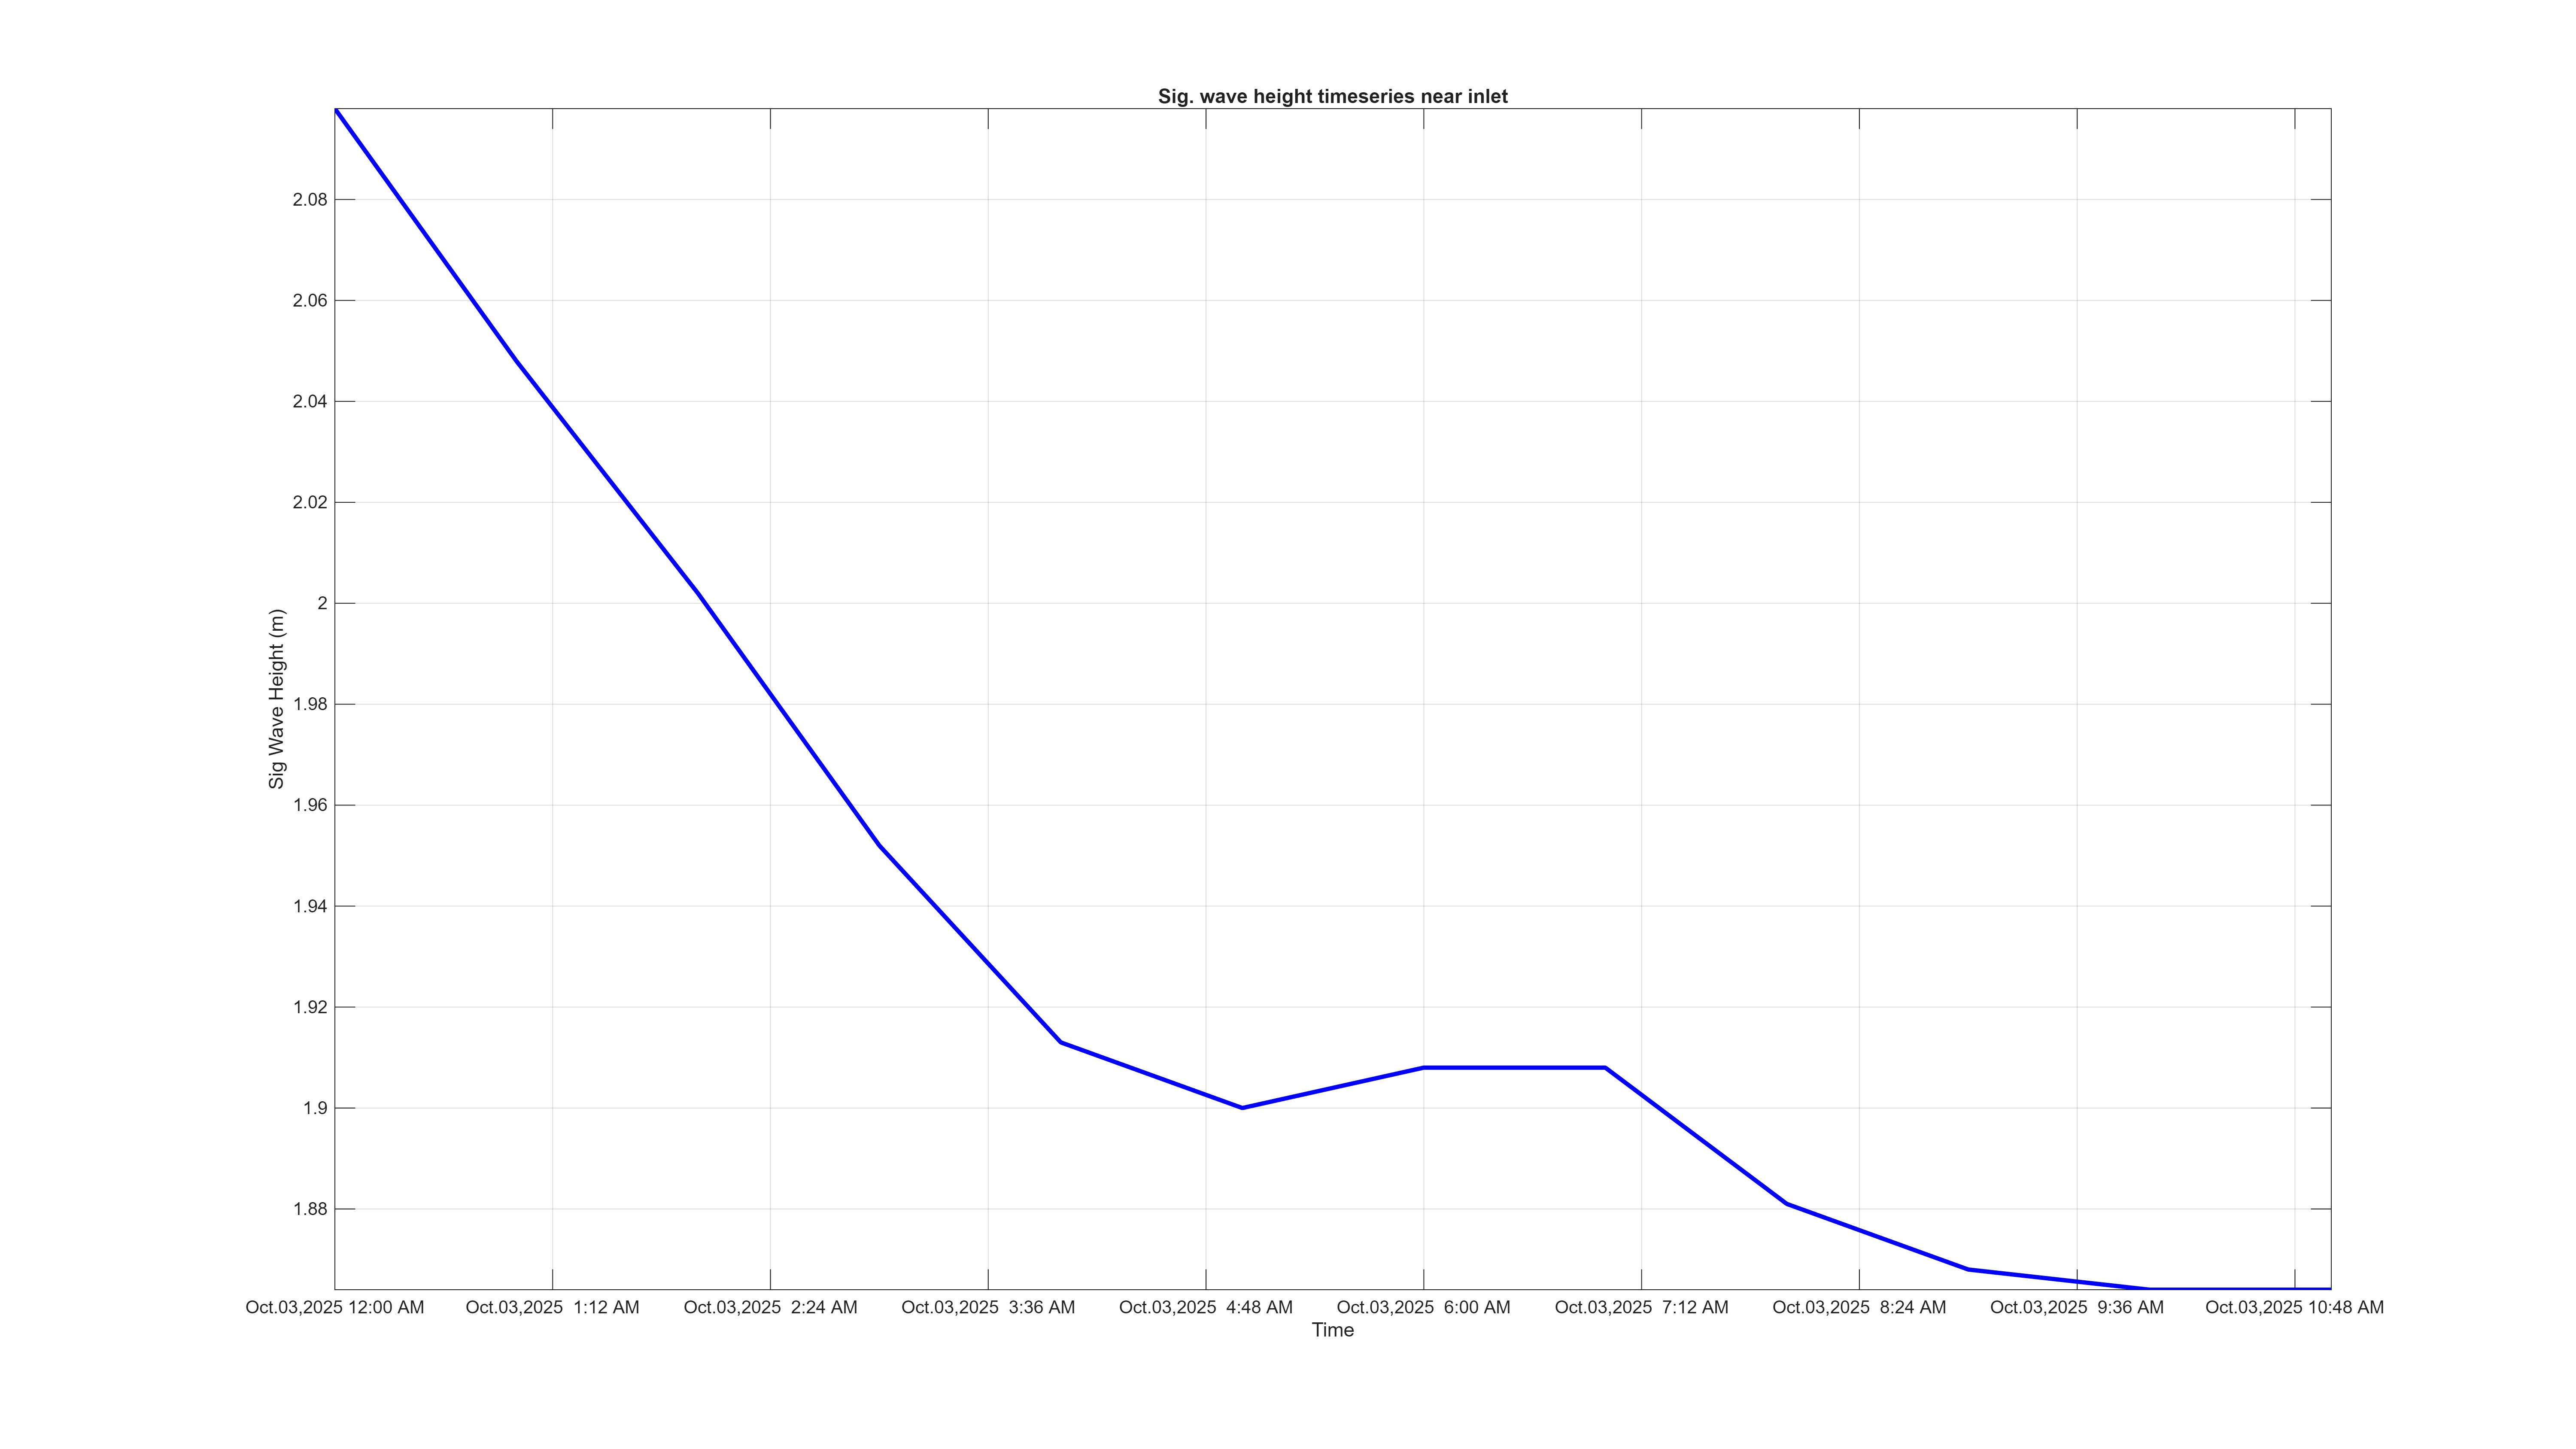 Sig. wave height timeseries near inlet
2.08
2.06
2.04
2.02
2
1.98
1.96
1.94
1.92
1.9
1.88
Sig Wave Height (m)
Oct.03,2025 12:00 AM Oct.03,2025  1:12 AM Oct.03,2025  2:24 AM Oct.03,2025  3:36 AM Oct.03,2025  4:48 AM Oct.03,2025  6:00 AM Oct.03,2025  7:12 AM Oct.03,2025  8:24 AM Oct.03,2025  9:36 AM Oct.03,2025 10:48 AM
Time